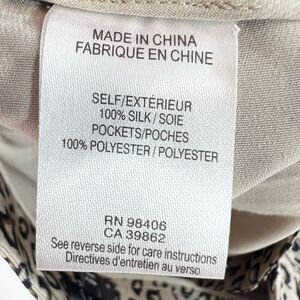 MADE IN CHINA
FABRIQUE EN CHINE
SELF/EXTÉRIEUR
100% SILK / SOIE
POCKETS/POCHES
100% POLYESTER / POLYESTER
RN 98406
CA 39862
See reverse side for care instructions
Directives d'entretien au verso